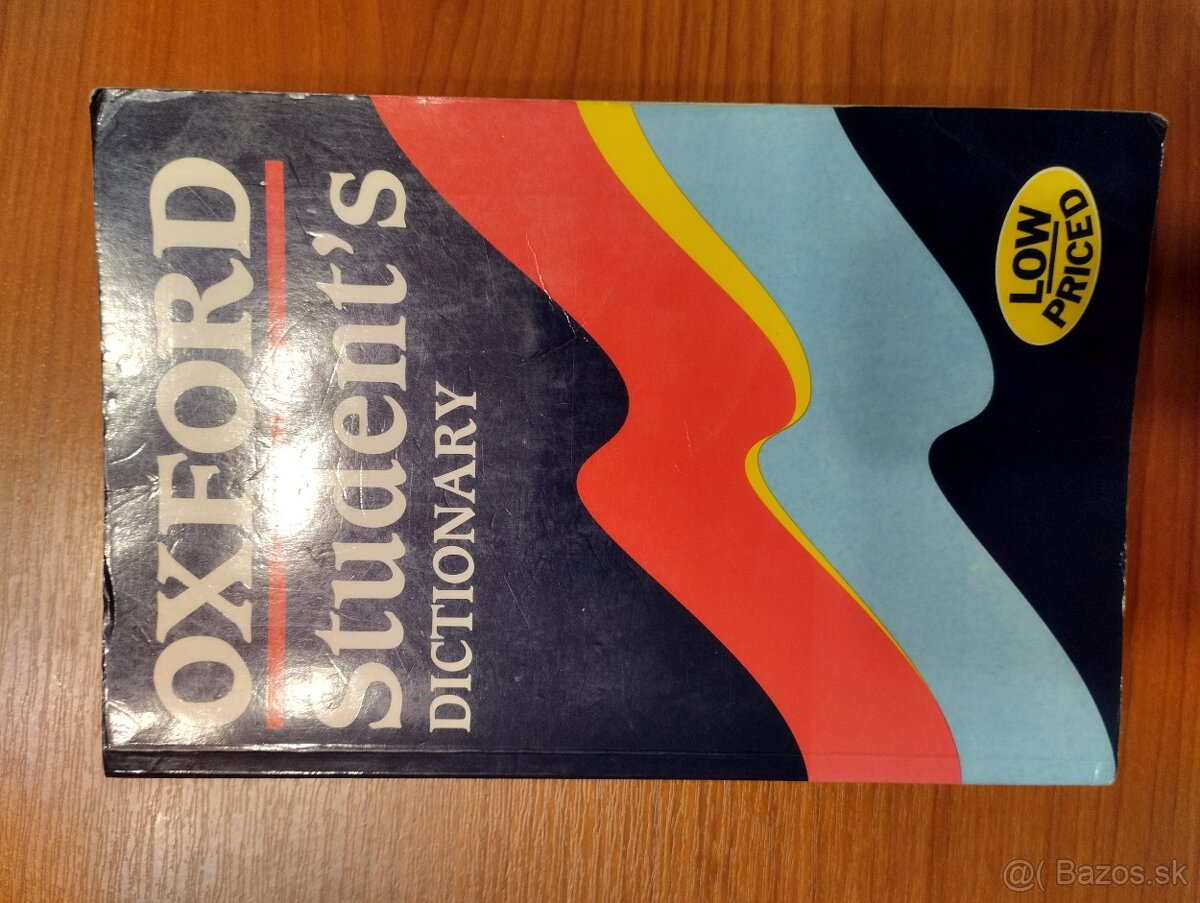 OXFORD
Student's
DICTIONARY
LOW
PRICED
@( Bazos.sk